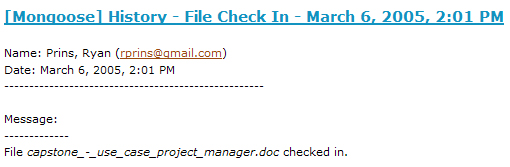 [Mongoose] History - File Check In - March 6, 2005, 2:01 PM
Name: Prins, Ryan (rprins@gmail.com)
Date: March 6, 2005, 2:01 PM
----------------------------------------------------
Message:
-------------
File capstone_-_use_case_project_manager.doc checked in.